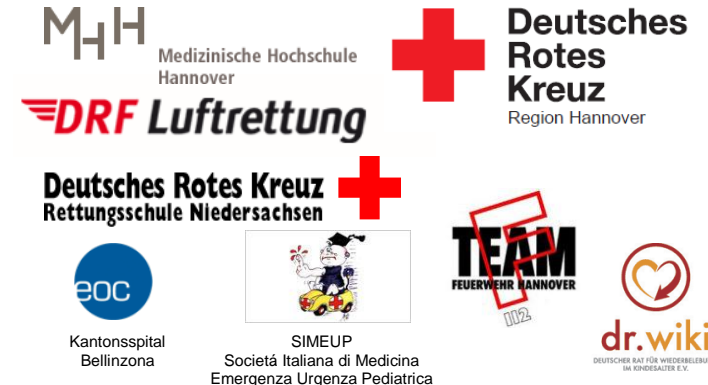 MHH
Medizinische Hochschule
Hannover
Deutsches
Rotes
Kreuz
Region Hannover
DRF Luftrettung
Deutsches Rotes Kreuz
Rettungsschule Niedersachsen
TEAM
FEUERWEHR HANNOVER
112
eoc
Kantonsspital
Bellinzona
SIMEUP
Societá Italiana di Medicina
Emergenza Urgenza Pediatrica
dr.wiki
DEUTSCHER RAT FÜR WIEDERBELEBU
IM KINDESALTER E.V.